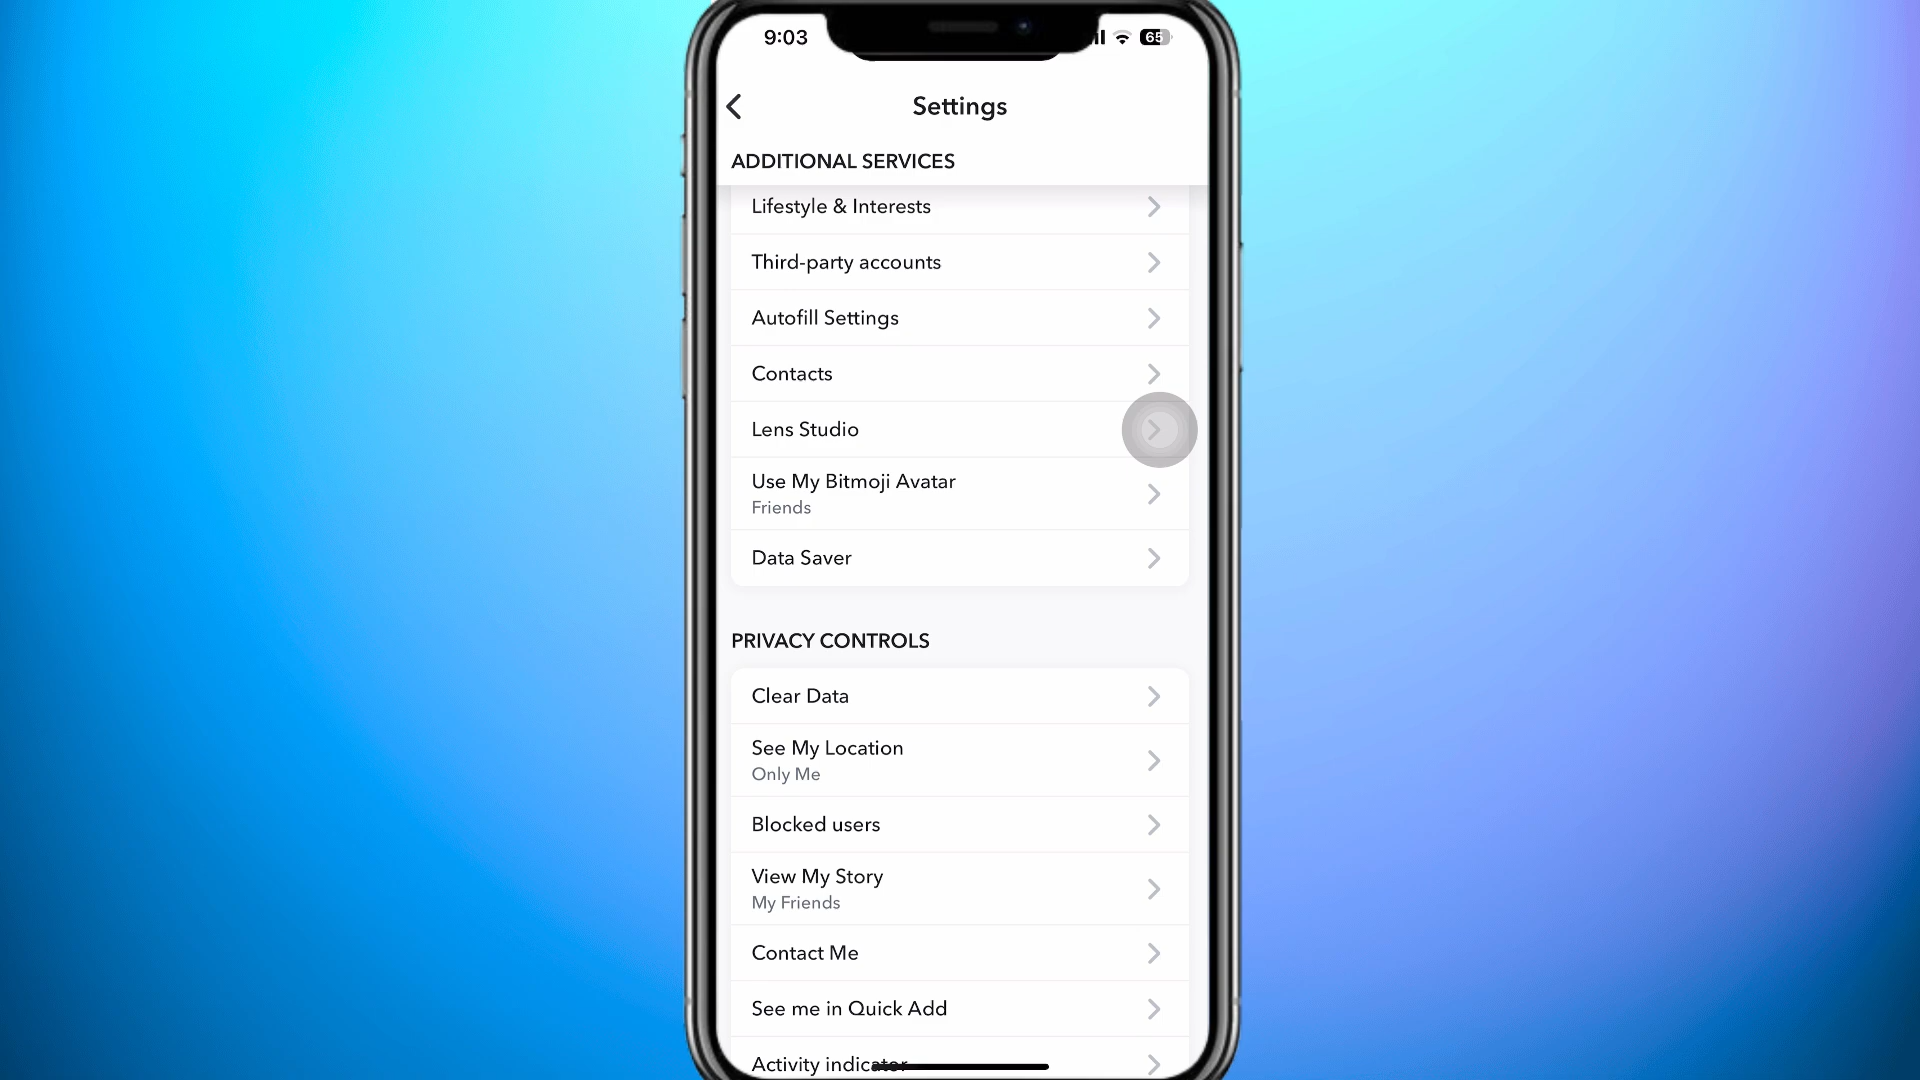 9:03
65
Settings
ADDITIONAL SERVICES
Lifestyle & Interests
Third-party accounts
Autofill Settings
Contacts
Lens Studio
Use My Bitmoji Avatar
Friends
Data Saver
PRIVACY CONTROLS
Clear Data
See My Location
Only Me
Blocked users
View My Story
My Friends
Contact Me
See me in Quick Add
Activity indicator